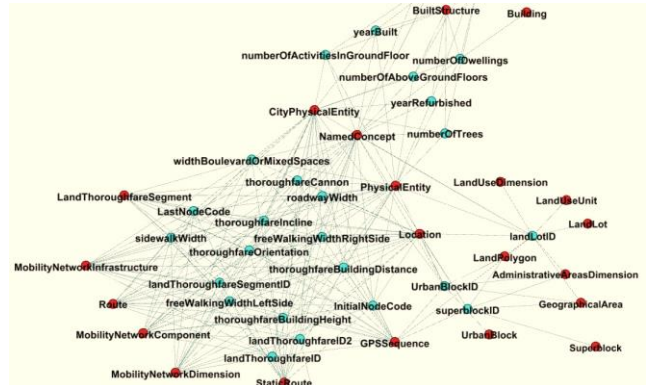 BuiltStructure
Building
yearBuilt
numberOfActivitiesInGroundFloor
numberOfDwellings
numberOfAboveGroundFloors
CityPhysicalEntity
yearRefurbished
NamedConcept
numberOfTrees
widthBoulevardOrMixedSpaces
thoroughfareCannon
PhysicalEntity
LandUseDimension
LandThoroughfareSegment
roadwayWidth
LandUseUnit
LastNodeCode
thoroughfareIncline
LandLot
sidewalkWidth
freeWalkingWidthRightSide
Location
landLotID
thoroughfareOrientation
LandPolygon
MobilityNetworkInfrastructure
thoroughfareBuildingDistance
AdministrativeAreasDimension
landThoroughfareSegmentID
UrbanBlockID
Route
freeWalkingWidthLeftSide
InitialNodeCode
superblockID
GeographicalArea
thoroughfareBuildingHeight
MobilityNetworkComponent
landThoroughfareID2
GPSSequence
UrbanBlock
Superblock
landThoroughfareID
MobilityNetworkDimension
StaticRoute